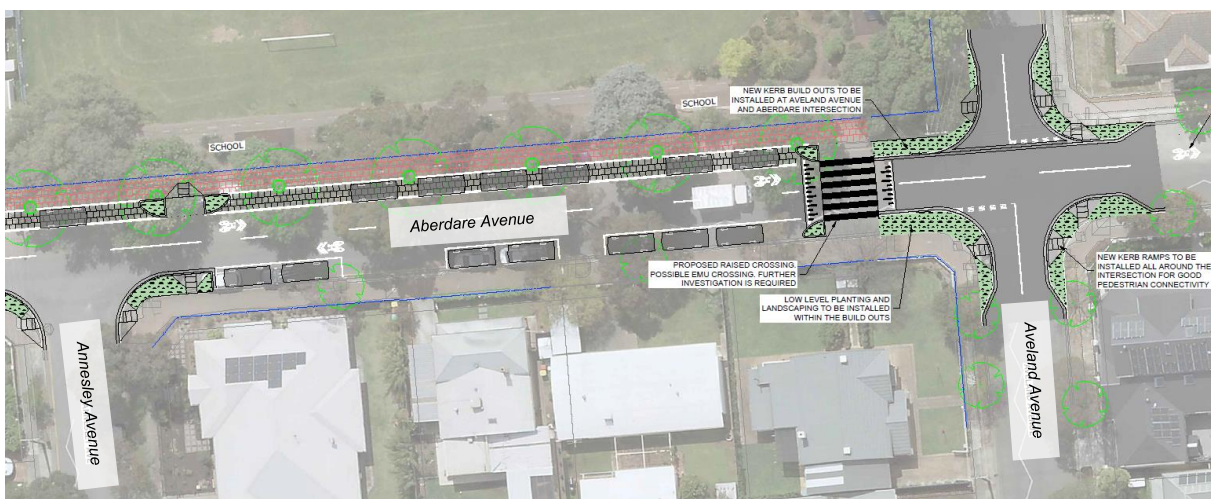 NEW KERB BUILD OUTS TO BE
INSTALLED AT AVELAND AVENUE
AND ABERDARE INTERSECTION
SCHOOL
SCHOOL
Aberdare Avenue
PROPOSED RAISED CROSSING.
POSSIBLE EMU CROSSING. FURTHER
INVESTIGATION IS REQUIRED
NEW KERB RAMPS TO BE
INSTALLED ALL AROUND THE
INTERSECTION FOR GOOD
PEDESTRIAN CONNECTIVITY
LOW LEVEL PLANTING AND
LANDSCAPING TO BE INSTALLED
WITHIN THE BUILD OUTS
Annesley Avenue
Aveland Avenue